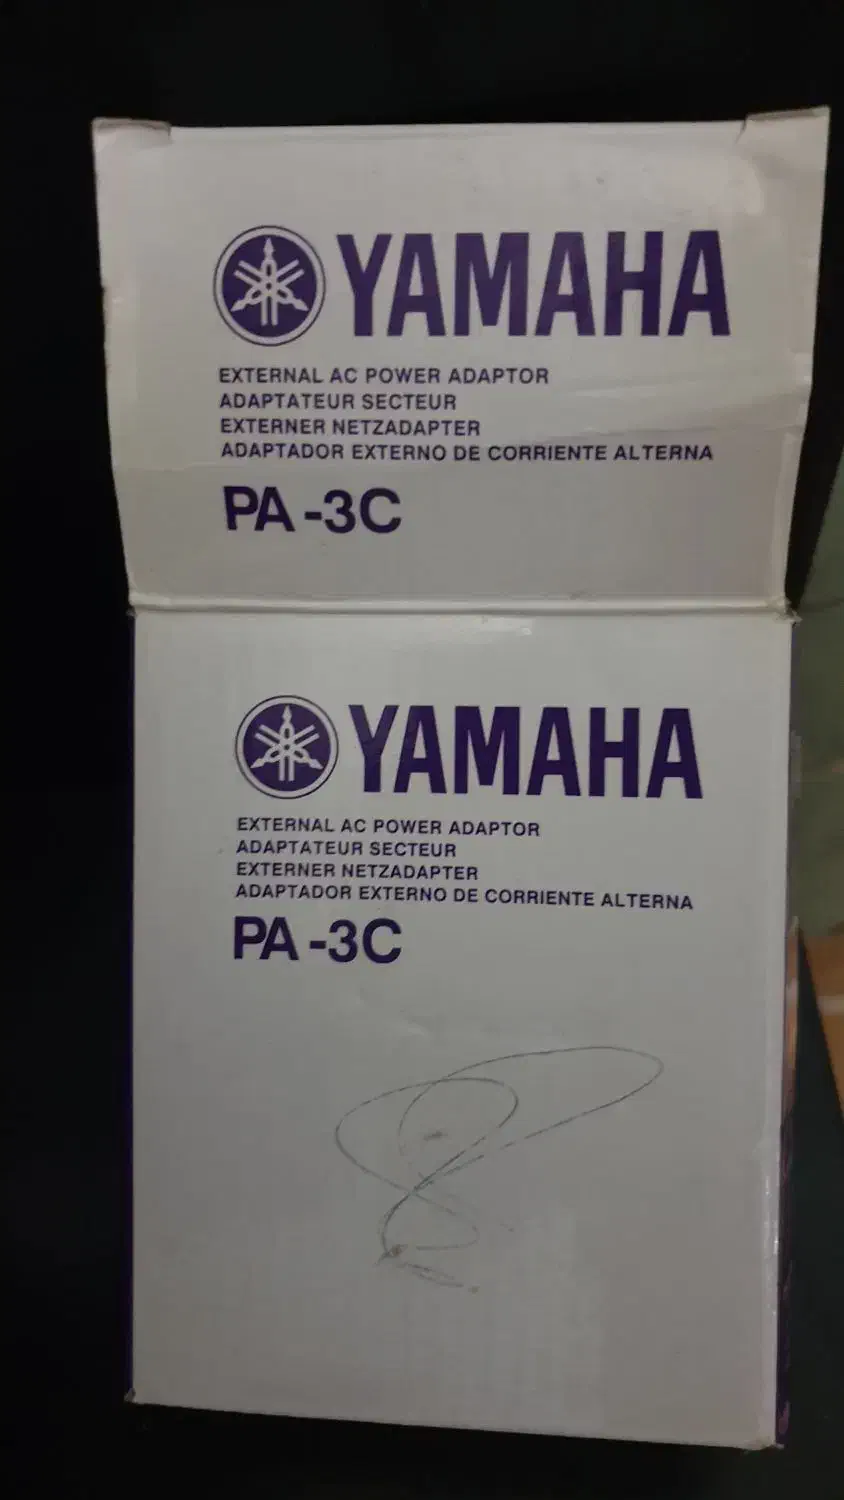 YAMAHA
EXTERNAL AC POWER ADAPTOR
ADAPTATEUR SECTEUR
EXTERNER NETZADAPTER
ADAPTADOR EXTERNO DE CORRIENTE ALTERNA
PA-3C
YAMAHA
EXTERNAL AC POWER ADAPTOR
ADAPTATEUR SECTEUR
EXTERNER NETZADAPTER
ADAPTADOR EXTERNO DE CORRIENTE ALTERNA
PA-3C